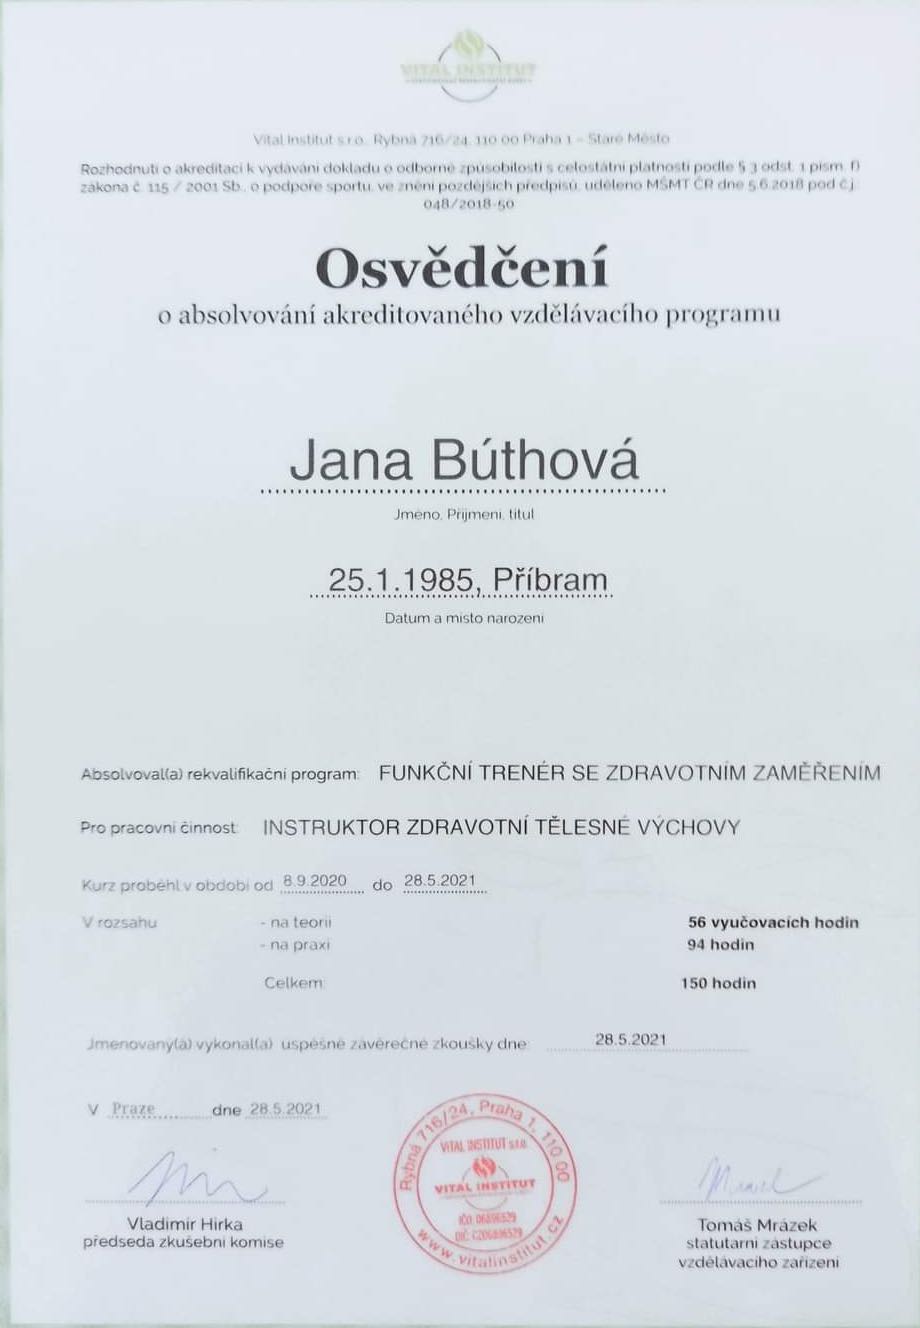 VITAL INSTITUT
Vital Institut s.r.o., Rybná 716/24, 110 00 Praha 1 – Staré Město
Rozhodnutí o akreditaci k vydávání dokladu o odborné způsobilosti s celostátní platností podle § 3 odst. 1 písm. f)
zákona č. 115 / 2001 Sb., o podpoře sportu, ve znění pozdějších předpisů, uděleno MŠMT ČR dne 5.6.2018 pod č.j.
048/2018-50
Osvědčení
o absolvování akreditovaného vzdělávacího programu
Jana Búthová
Jméno, Příjmení, titul
25.1.1985, Příbram
Datum a místo narození
Absolvoval(a) rekvalifikační program: FUNKČNÍ TRENÉR SE ZDRAVOTNÍM ZAMĚŘENÍM
Pro pracovní činnost: INSTRUKTOR ZDRAVOTNÍ TĚLESNÉ VÝCHOVY
Kurz proběhl v období od 8.9.2020 do 28.5.2021
V rozsahu - na teorii 56 vyučovacích hodin
- na praxi 94 hodin
Celkem: 150 hodin
Jmenovaný(á) vykonal(a) úspěšně závěrečné zkoušky dne: 28.5.2021
V Praze dne 28.5.2021
Rybná 716/24, Praha 1, 110 00
VITAL INSTITUT s.r.o.
VITAL INSTITUT
IČO: 06896529
DIČ: CZ06896529
www.vitalinstitut.cz
Vladimír Hirka
předseda zkušební komise
Tomáš Mrázek
statutární zástupce
vzdělávacího zařízení